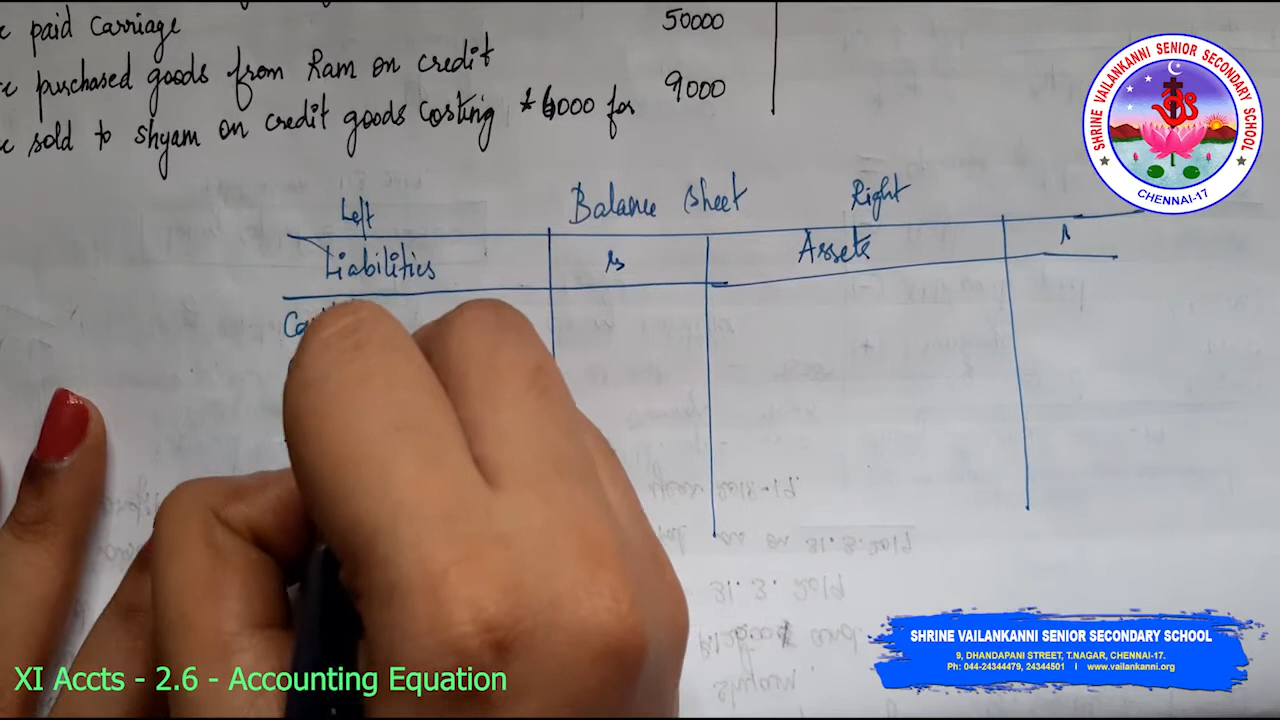 paid Carriage 50000
purchased goods from Ram on credit
sold to Shyam on credit goods Costing ₹ 6000 for 9000
Left Balance Sheet Right
Liabilities Rs Assets
SHRINE VAILANKANNI SENIOR SECONDARY SCHOOL
CHENNAI-17
SHRINE VAILANKANNI SENIOR SECONDARY SCHOOL
9, DHANDAPANI STREET, T.NAGAR, CHENNAI-17.
Ph: 044-24344479, 24344501 I www.vailankanni.org
XI Accts - 2.6 - Accounting Equation